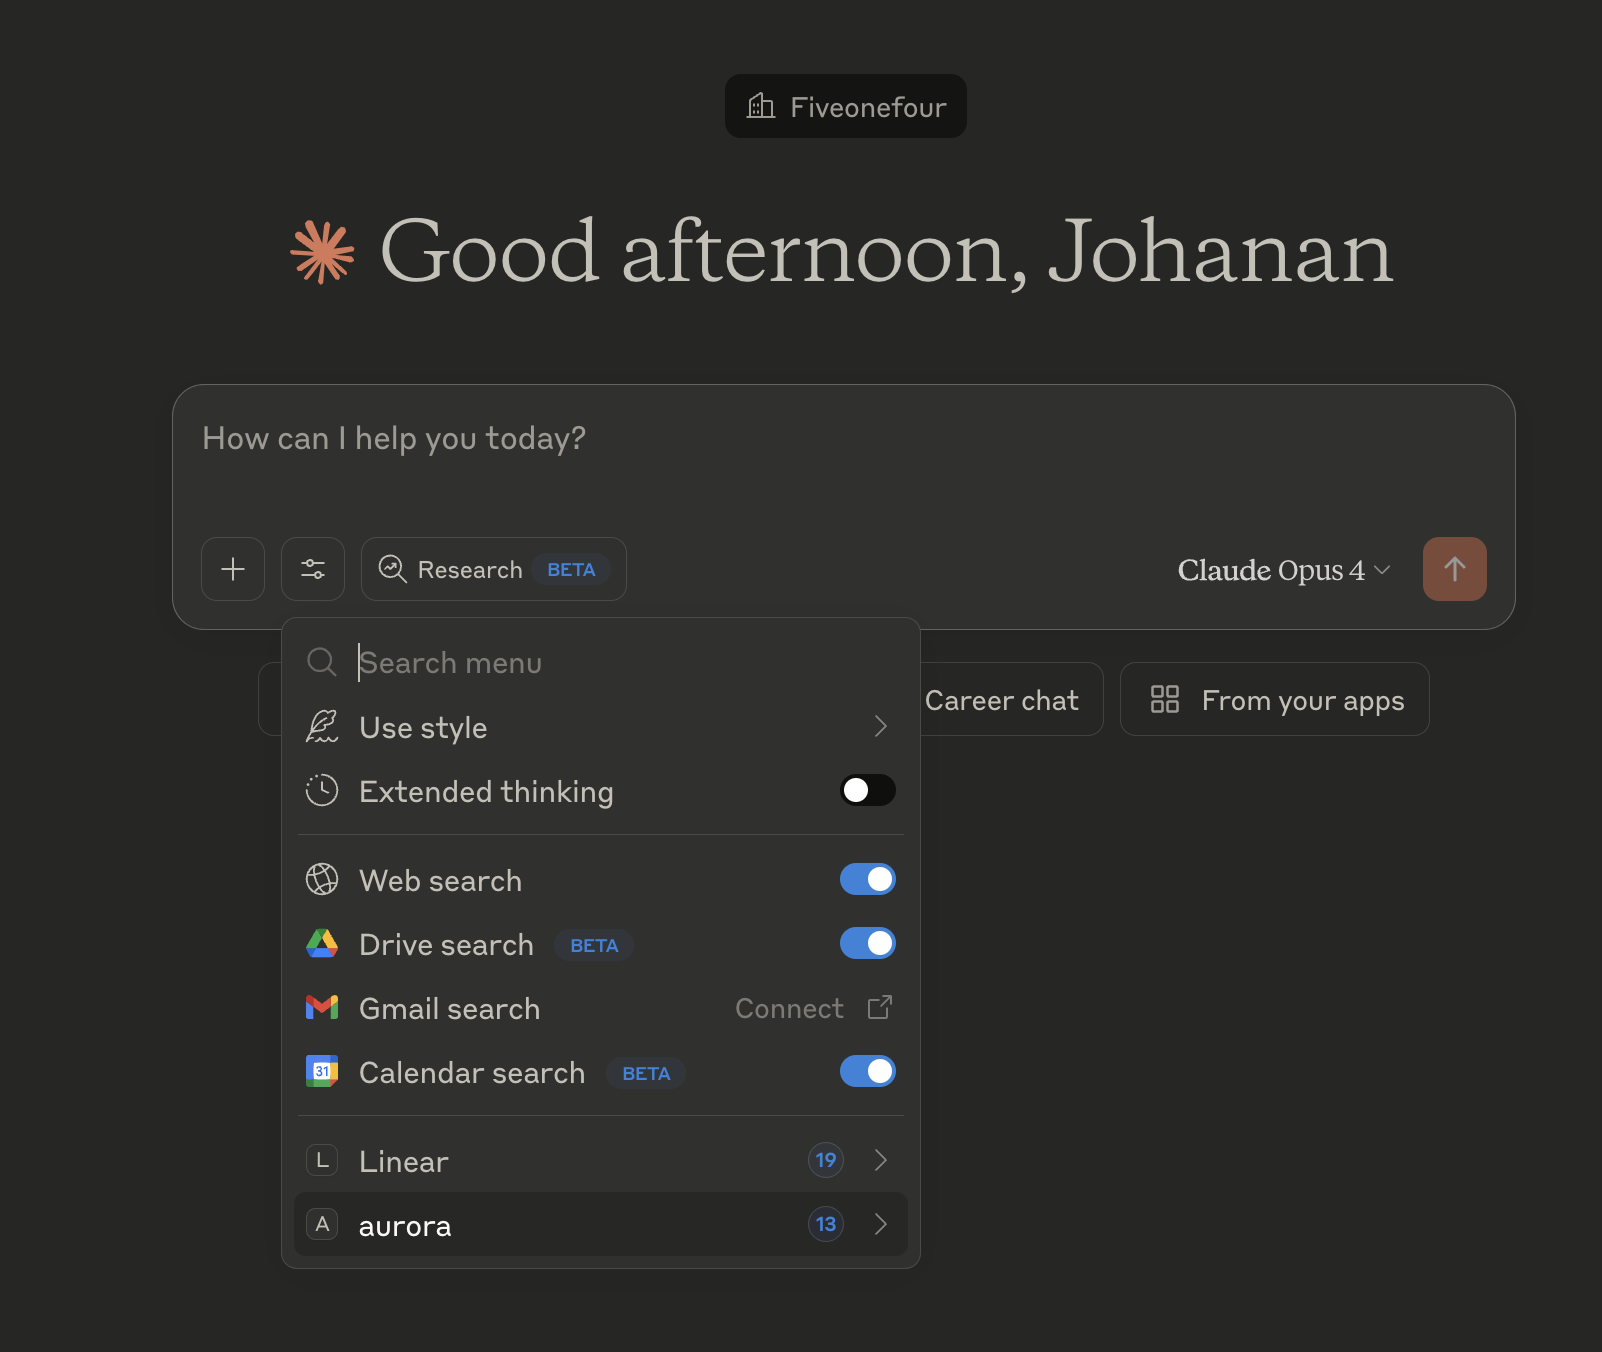 Fiveonefour
Good afternoon, Johanan
How can I help you today?
Research BETA
Claude Opus 4
Search menu
Career chat
From your apps
Use style
Extended thinking
Web search
Drive search BETA
Gmail search Connect
31
Calendar search BETA
L Linear 19
A aurora 13